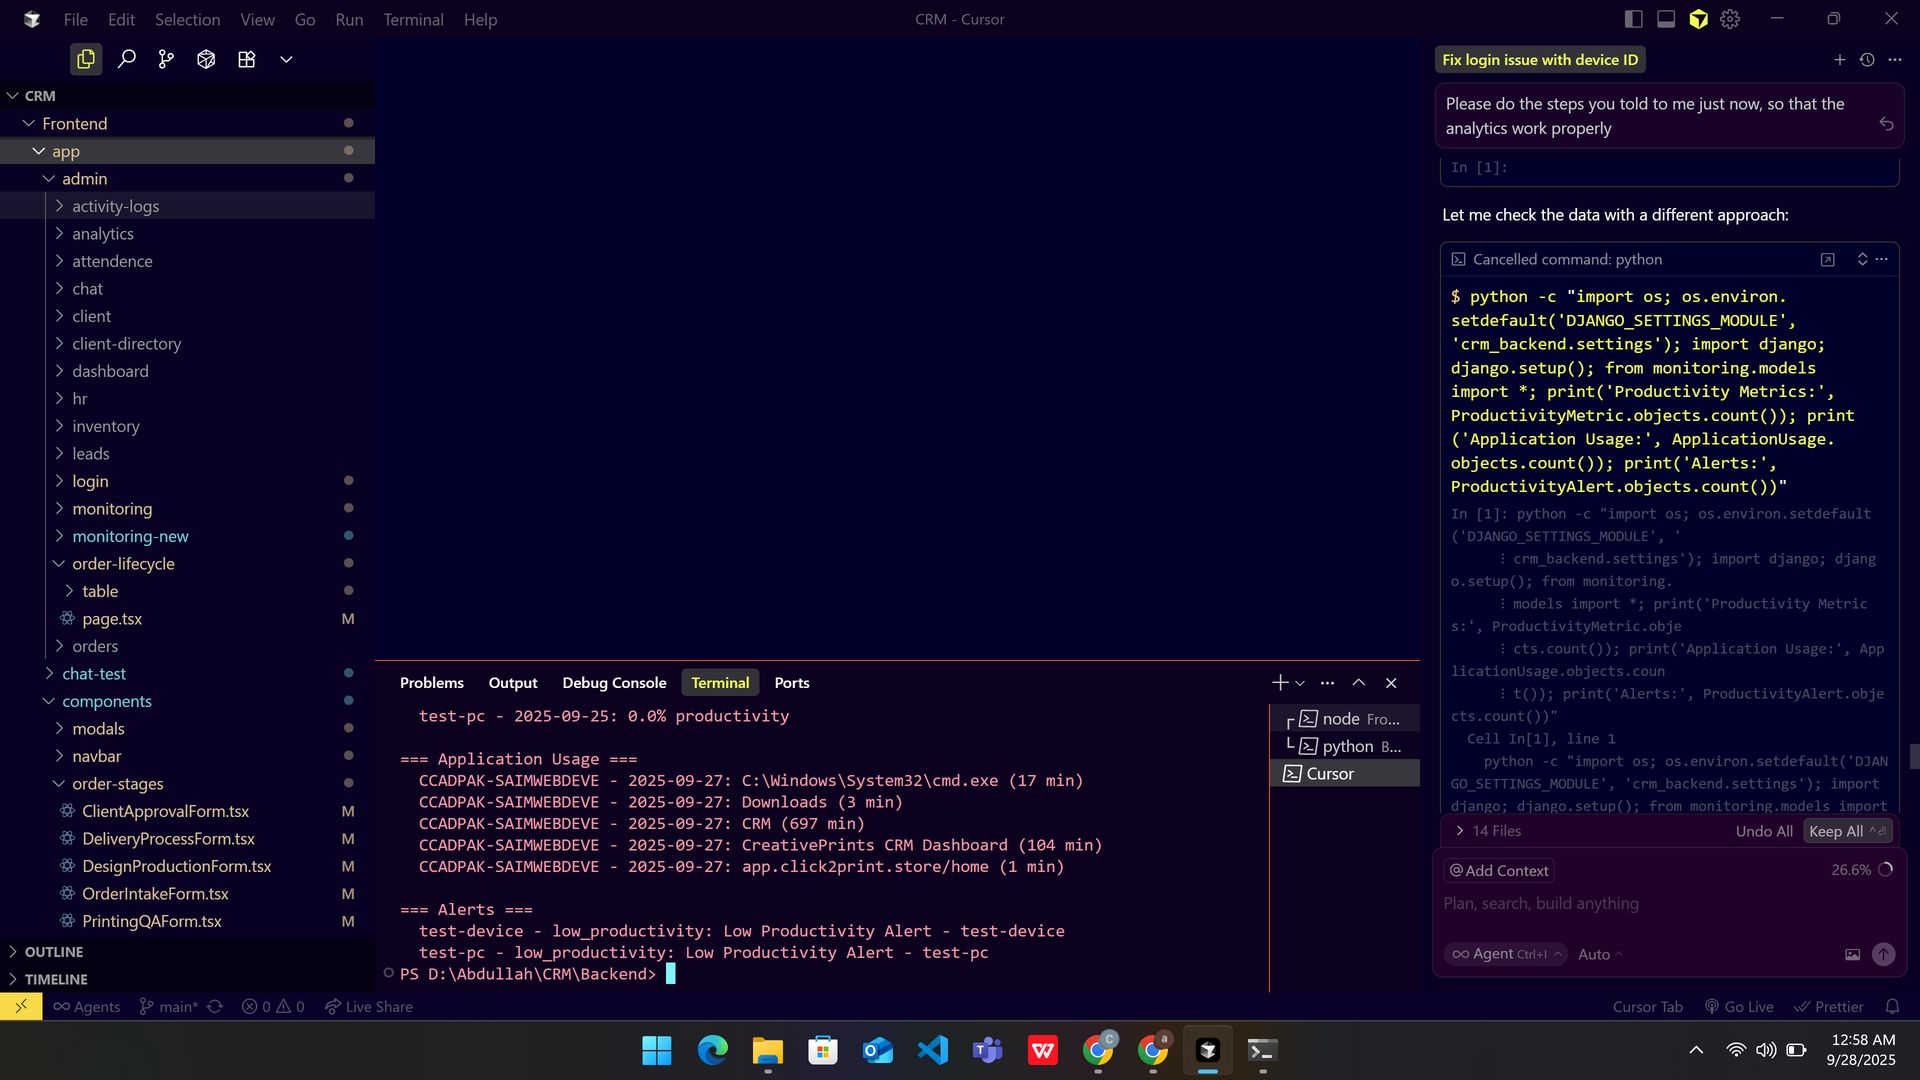 File Edit Selection View Go Run Terminal Help
CRM - Cursor
CRM
Frontend
app
admin
activity-logs
analytics
attendence
chat
client
client-directory
dashboard
hr
inventory
leads
login
monitoring
monitoring-new
order-lifecycle
table
page.tsx M
orders
chat-test
components
modals
navbar
order-stages
ClientApprovalForm.tsx M
DeliveryProcessForm.tsx M
DesignProductionForm.tsx M
OrderIntakeForm.tsx M
PrintingQAForm.tsx M
OUTLINE
TIMELINE
Problems Output Debug Console Terminal Ports
test-pc - 2025-09-25: 0.0% productivity
=== Application Usage ===
CCADPAK-SAIMWEBDEVE - 2025-09-27: C:\Windows\System32\cmd.exe (17 min)
CCADPAK-SAIMWEBDEVE - 2025-09-27: Downloads (3 min)
CCADPAK-SAIMWEBDEVE - 2025-09-27: CRM (697 min)
CCADPAK-SAIMWEBDEVE - 2025-09-27: CreativePrints CRM Dashboard (104 min)
CCADPAK-SAIMWEBDEVE - 2025-09-27: app.click2print.store/home (1 min)
=== Alerts ===
test-device - low_productivity: Low Productivity Alert - test-device
test-pc - low_productivity: Low Productivity Alert - test-pc
PS D:\Abdullah\CRM\Backend>
node Fro...
python B...
Cursor
Fix login issue with device ID
Please do the steps you told to me just now, so that the
analytics work properly
In [1]:
Let me check the data with a different approach:
Cancelled command: python
$ python -c "import os; os.environ.
setdefault('DJANGO_SETTINGS_MODULE',
'crm_backend.settings'); import django;
django.setup(); from monitoring.models
import *; print('Productivity Metrics:',
ProductivityMetric.objects.count()); print
('Application Usage:', ApplicationUsage.
objects.count()); print('Alerts:',
ProductivityAlert.objects.count())"
In [1]: python -c "import os; os.environ.setdefault
('DJANGO_SETTINGS_MODULE', '
⋮ crm_backend.settings'); import django; djang
o.setup(); from monitoring.
⋮ models import *; print('Productivity Metric
s:', ProductivityMetric.obje
⋮ cts.count()); print('Application Usage:', App
licationUsage.objects.coun
⋮ t()); print('Alerts:', ProductivityAlert.obje
cts.count())"
Cell In[1], line 1
python -c "import os; os.environ.setdefault('DJAN
GO_SETTINGS_MODULE', 'crm_backend.settings'); import
django; django.setup(); from monitoring.models import
14 Files Undo All Keep All
@ Add Context 26.6%
Plan, search, build anything
∞ Agent Ctrl+I Auto
Agents main* 0 0 Live Share
Cursor Tab Go Live Prettier
12:58 AM
9/28/2025